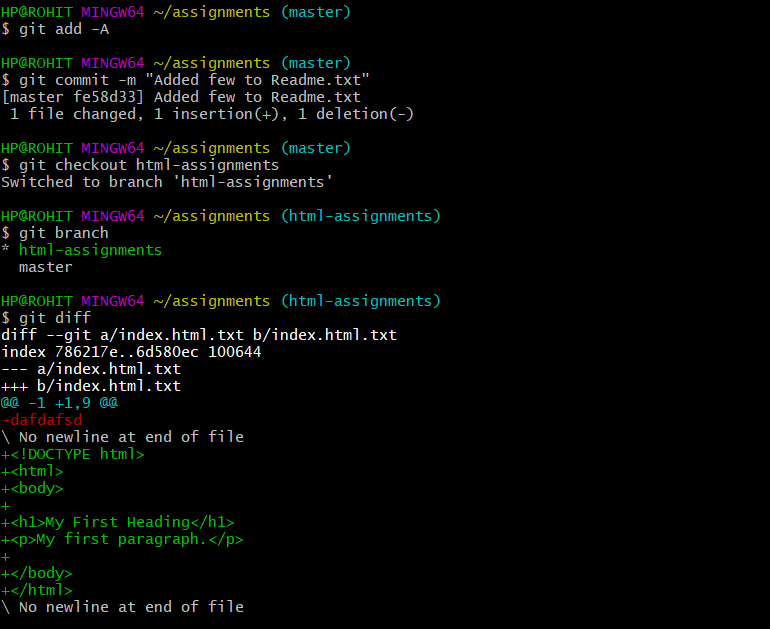 HP@ROHIT MINGW64 ~/assignments (master)
$ git add -A
HP@ROHIT MINGW64 ~/assignments (master)
$ git commit -m "Added few to Readme.txt"
[master fe58d33] Added few to Readme.txt
 1 file changed, 1 insertion(+), 1 deletion(-)
HP@ROHIT MINGW64 ~/assignments (master)
$ git checkout html-assignments
Switched to branch 'html-assignments'
HP@ROHIT MINGW64 ~/assignments (html-assignments)
$ git branch
* html-assignments
  master
HP@ROHIT MINGW64 ~/assignments (html-assignments)
$ git diff
diff --git a/index.html.txt b/index.html.txt
index 786217e..6d580ec 100644
--- a/index.html.txt
+++ b/index.html.txt
@@ -1 +1,9 @@
-dafdafsd
\ No newline at end of file
+<!DOCTYPE html>
+<html>
+<body>
+
+<h1>My First Heading</h1>
+<p>My first paragraph.</p>
+
+</body>
+</html>
\ No newline at end of file